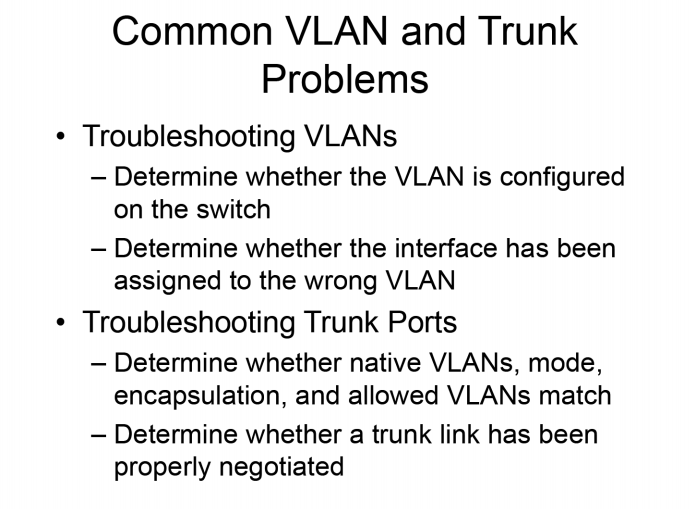 Common VLAN and Trunk
Problems
• Troubleshooting VLANs
– Determine whether the VLAN is configured
on the switch
– Determine whether the interface has been
assigned to the wrong VLAN
• Troubleshooting Trunk Ports
– Determine whether native VLANs, mode,
encapsulation, and allowed VLANs match
– Determine whether a trunk link has been
properly negotiated